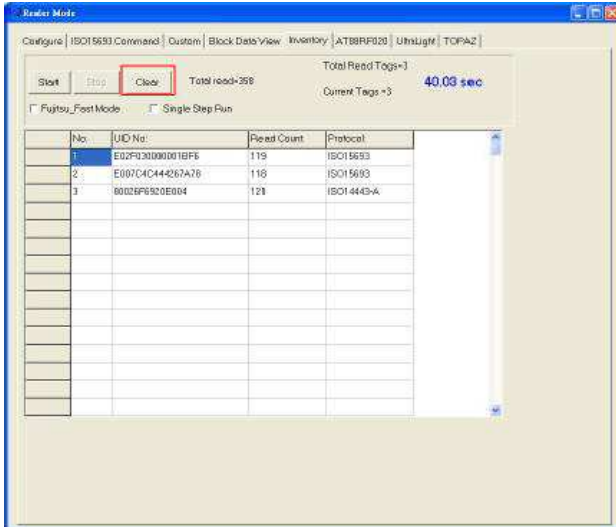 Reader Mode
Configure ISO15693 Command Custom Block Data View Inventory AT88RF020 UltraLight TOPAZ
Total Read Tags=3
Start Stop Clear Total read=358 40.03 sec
Current Tags =3
Fujitsu_Fast Mode Single Step Run
No. UID No: Read Count Protocol:
1 119 ISO15693
2 E007C4C444267A78 118 ISO15693
3 80026F6920E004 121 ISO14443-A